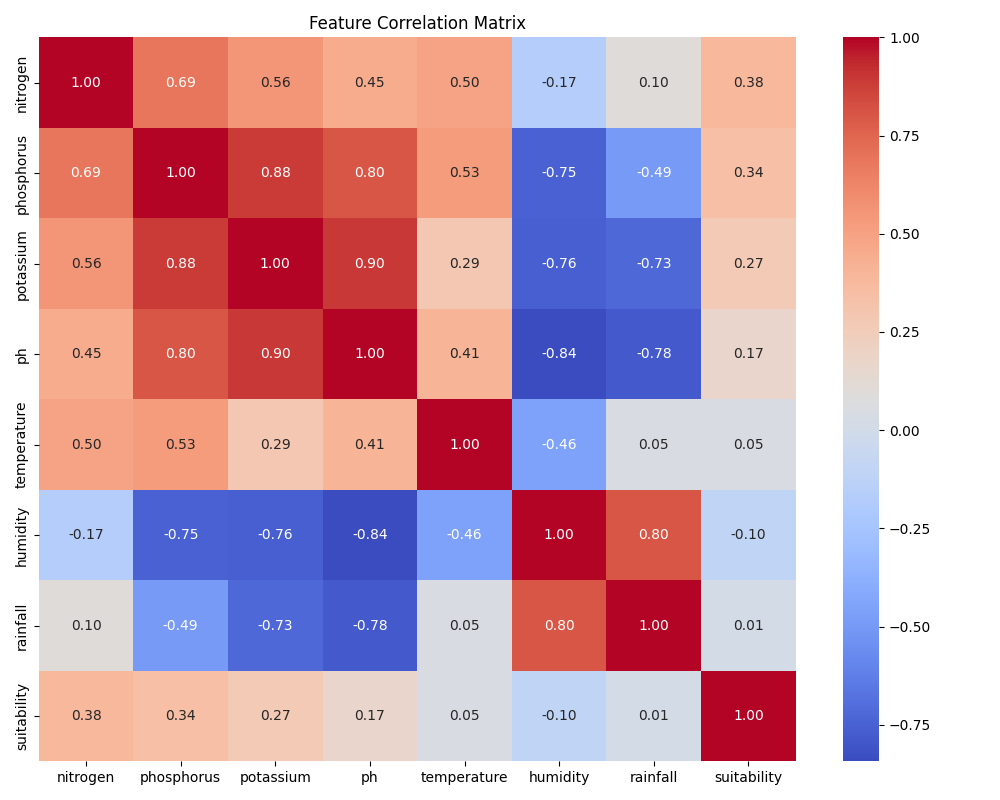 Feature Correlation Matrix
nitrogen 1.00 0.69 0.56 0.45 0.50 -0.17 0.10 0.38
phosphorus 0.69 1.00 0.88 0.80 0.53 -0.75 -0.49 0.34
potassium 0.56 0.88 1.00 0.90 0.29 -0.76 -0.73 0.27
ph 0.45 0.80 0.90 1.00 0.41 -0.84 -0.78 0.17
temperature 0.50 0.53 0.29 0.41 1.00 -0.46 0.05 0.05
humidity -0.17 -0.75 -0.76 -0.84 -0.46 1.00 0.80 -0.10
rainfall 0.10 -0.49 -0.73 -0.78 0.05 0.80 1.00 0.01
suitability 0.38 0.34 0.27 0.17 0.05 -0.10 0.01 1.00
nitrogen phosphorus potassium ph temperature humidity rainfall suitability
1.00
0.75
0.50
0.25
0.00
−0.25
−0.50
−0.75